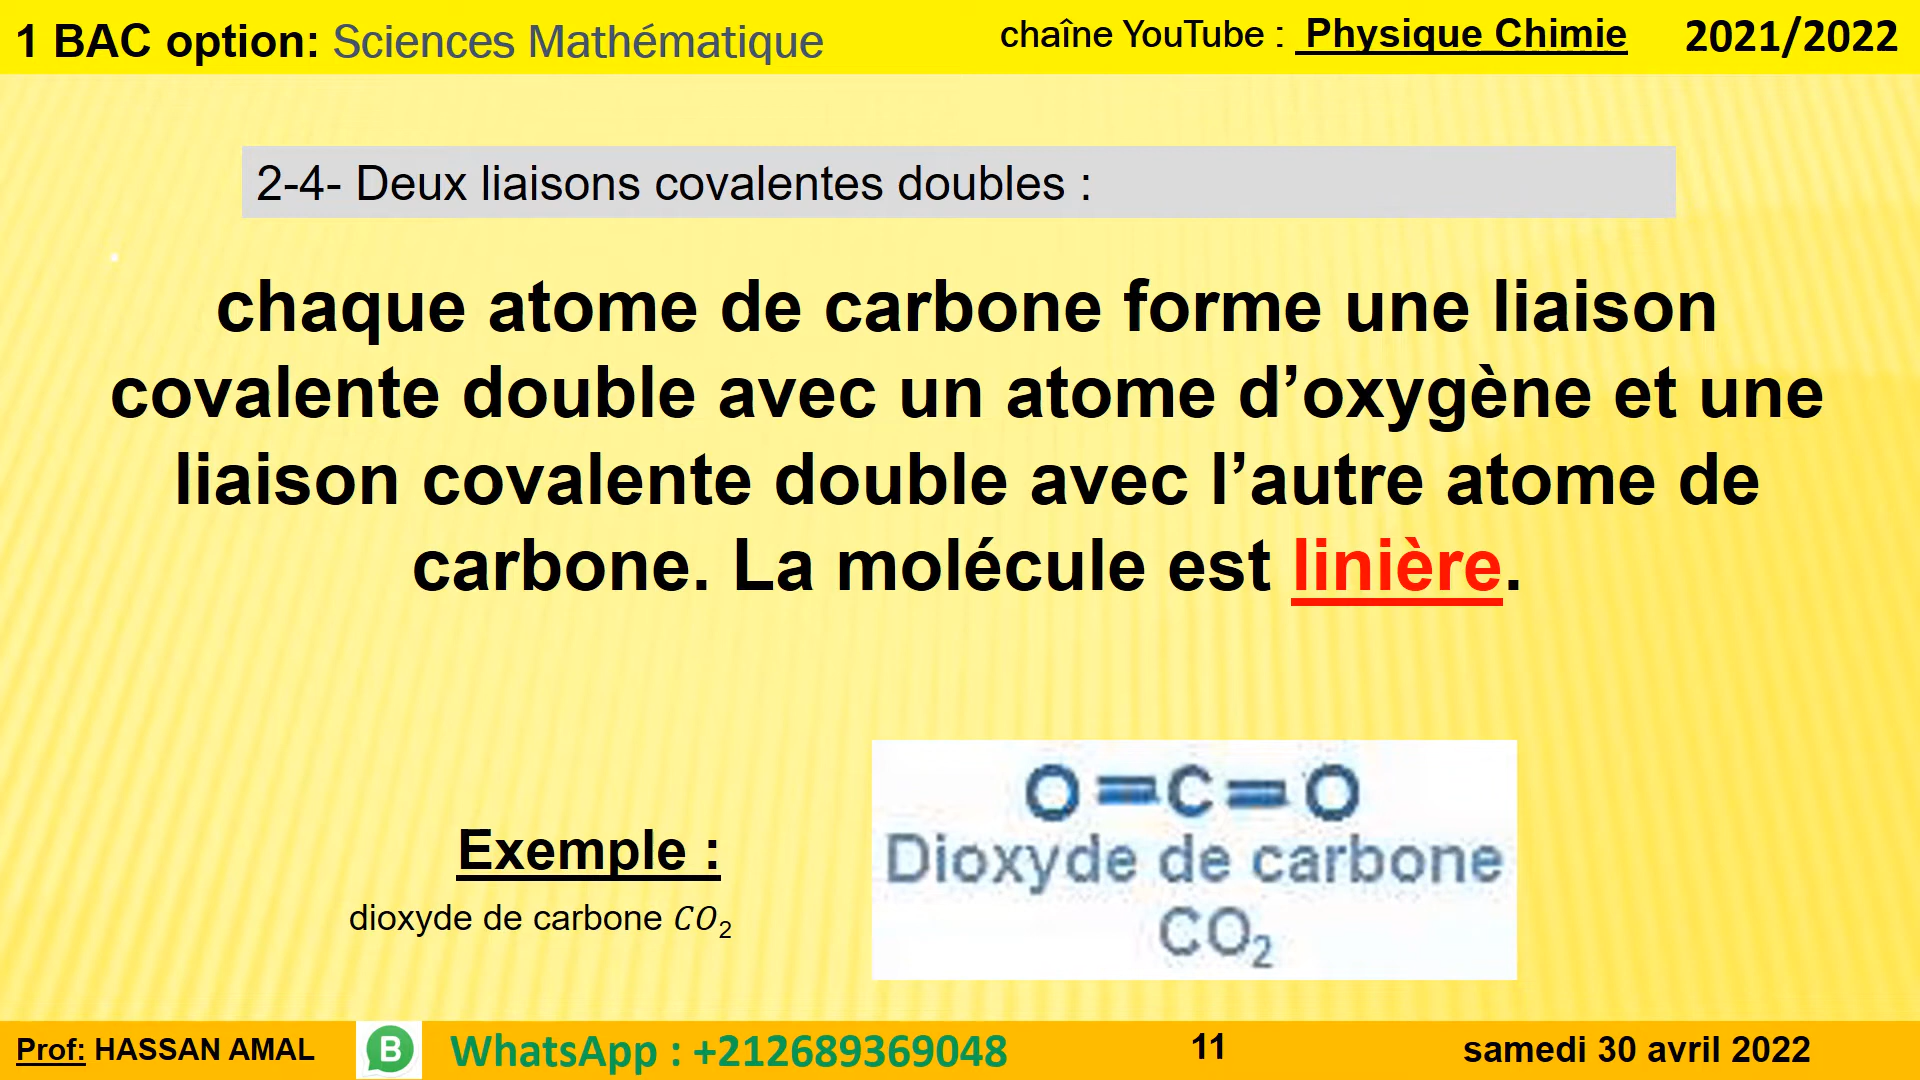 1 BAC option: Sciences Mathématique
chaîne YouTube : Physique Chimie
2021/2022
2-4- Deux liaisons covalentes doubles :
chaque atome de carbone forme une liaison
covalente double avec un atome d’oxygène et une
liaison covalente double avec l’autre atome de
carbone. La molécule est linière.
O=C=O
Dioxyde de carbone
CO₂
Exemple :
dioxyde de carbone CO₂
Prof: HASSAN AMAL
B
WhatsApp : +212689369048
11
samedi 30 avril 2022